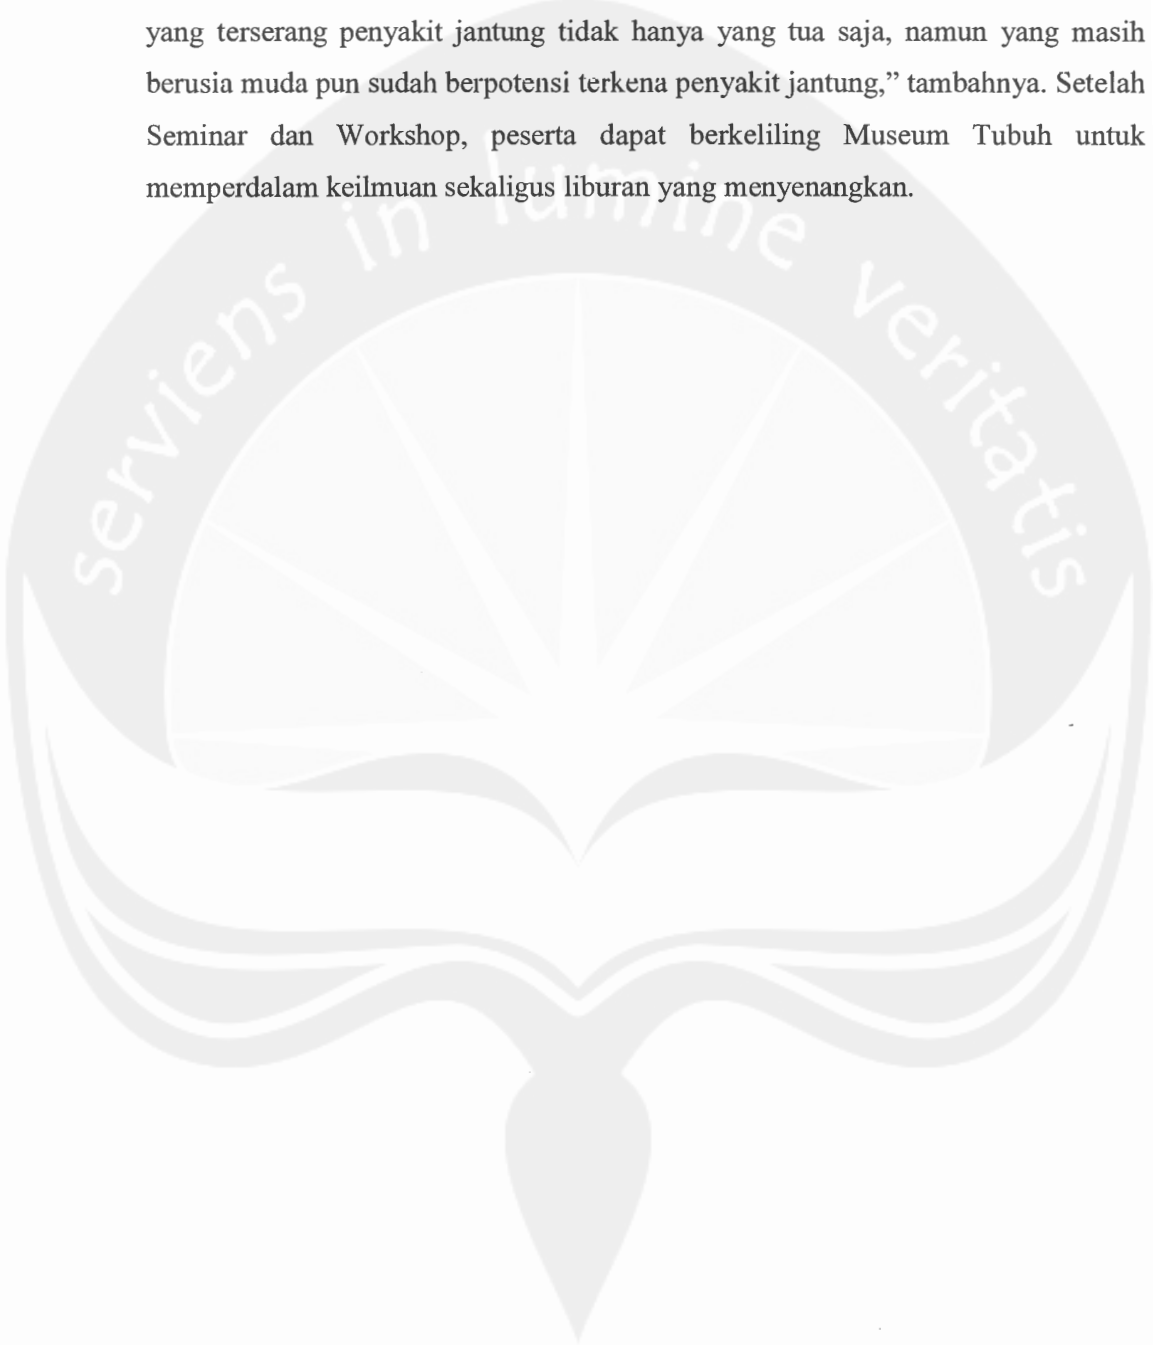 yang terserang penyakit jantung tidak hanya yang tua saja, namun yang masih
berusia muda pun sudah berpotensi terkena penyakit jantung,” tambahnya. Setelah
Seminar dan Workshop, peserta dapat berkeliling Museum Tubuh untuk
memperdalam keilmuan sekaligus liburan yang menyenangkan.
serviens in lumine veritatis